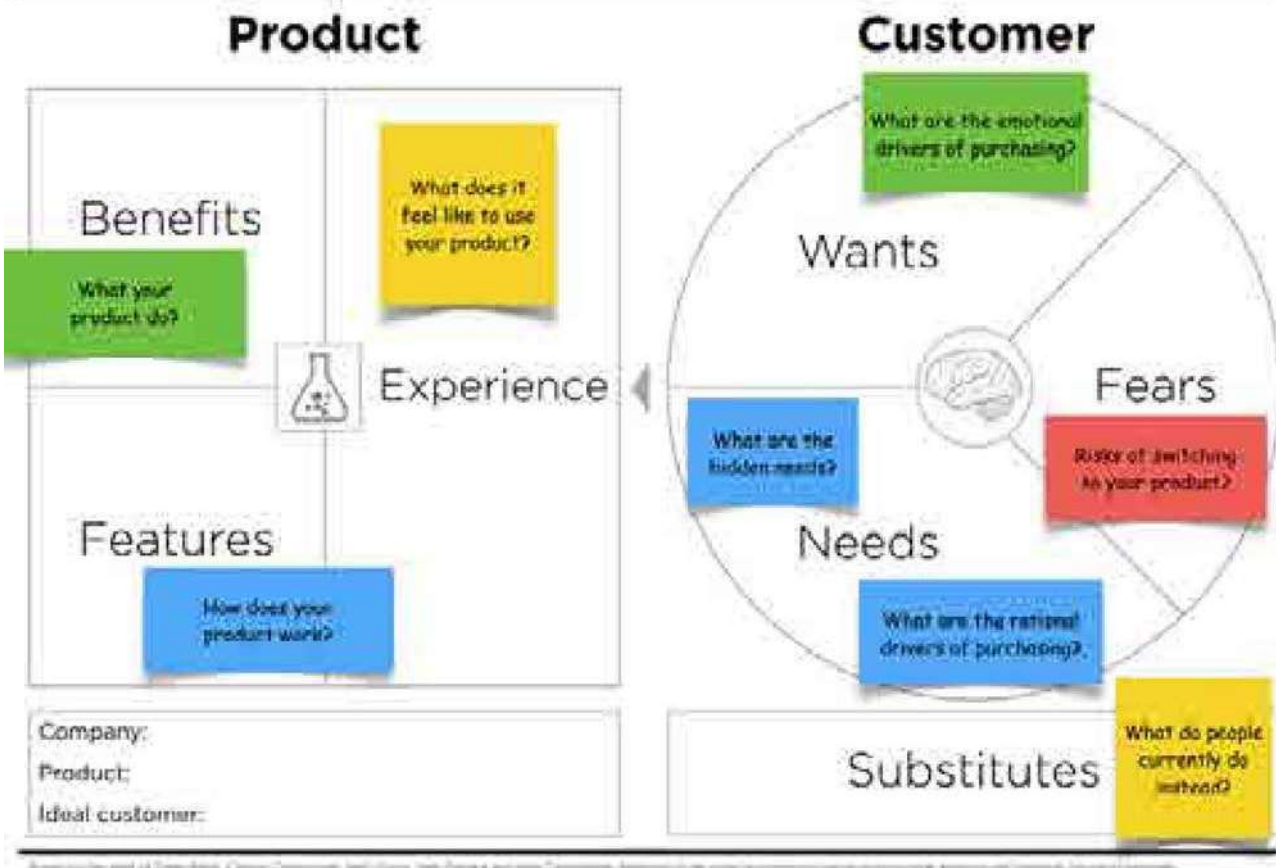 Product
Benefits
What your
product do?
What does it
feel like to use
your product?
Experience
Features
How does your
product work?
Company:
Product:
Ideal customer:
Customer
What are the emotional
drivers of purchasing?
Wants
Fears
Risks of switching
to your product?
What are the
hidden needs?
Needs
What are the rational
drivers of purchasing?
Substitutes
What do people
currently do
instead?